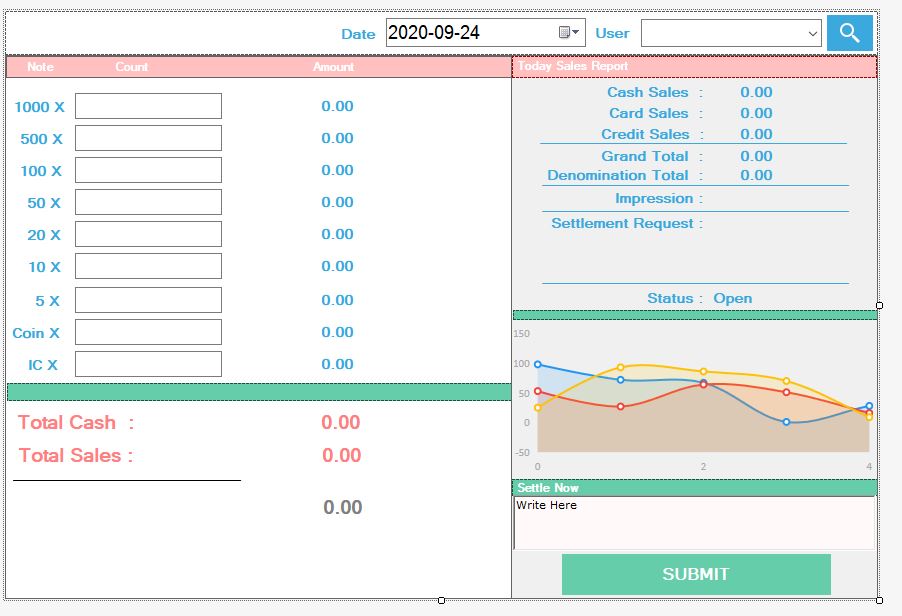 Date 2020-09-24 User
Note Count Amount
1000 X 0.00
500 X 0.00
100 X 0.00
50 X 0.00
20 X 0.00
10 X 0.00
5 X 0.00
Coin X 0.00
IC X 0.00
Total Cash : 0.00
Total Sales : 0.00
0.00
Today Sales Report
Cash Sales : 0.00
Card Sales : 0.00
Credit Sales : 0.00
Grand Total : 0.00
Denomination Total : 0.00
Impression :
Settlement Request :
Status : Open
150
100
50
0
-50
0 2 4
Settle Now
Write Here
SUBMIT